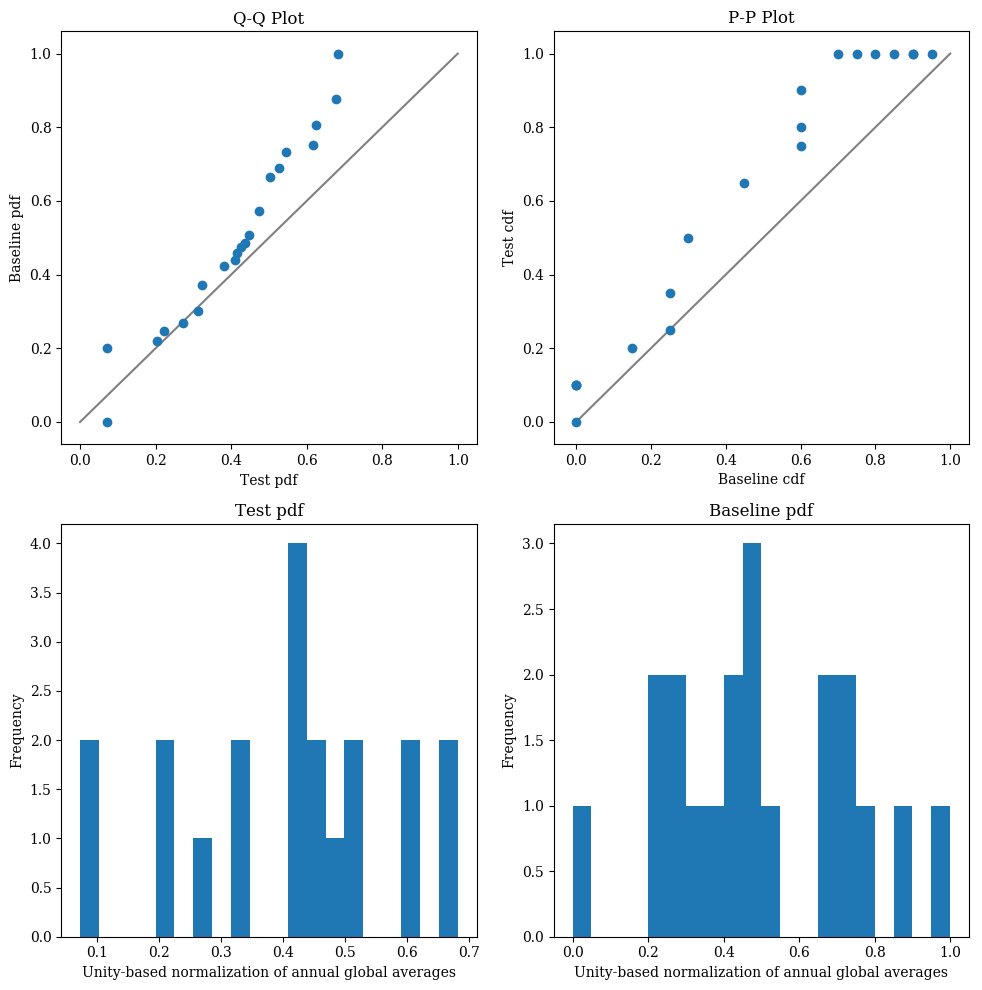 Q-Q Plot
1.0
0.8
0.6
0.4
0.2
0.0
Baseline pdf
0.0 0.2 0.4 0.6 0.8 1.0
Test pdf
P-P Plot
1.0
0.8
0.6
0.4
0.2
0.0
Test cdf
0.0 0.2 0.4 0.6 0.8 1.0
Baseline cdf
Test pdf
4.0
3.5
3.0
2.5
2.0
1.5
1.0
0.5
0.0
Frequency
0.1 0.2 0.3 0.4 0.5 0.6 0.7
Unity-based normalization of annual global averages
Baseline pdf
3.0
2.5
2.0
1.5
1.0
0.5
0.0
Frequency
0.0 0.2 0.4 0.6 0.8 1.0
Unity-based normalization of annual global averages